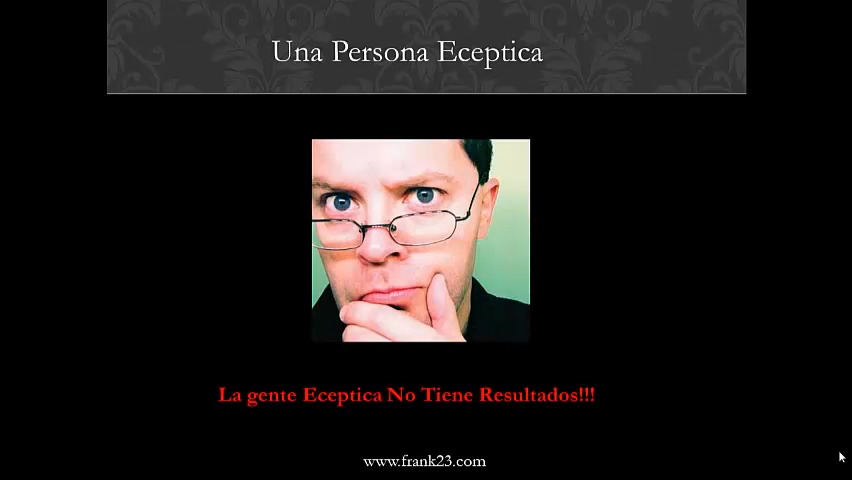 Una Persona Eceptica
La gente Eceptica No Tiene Resultados!!!
www.frank23.com